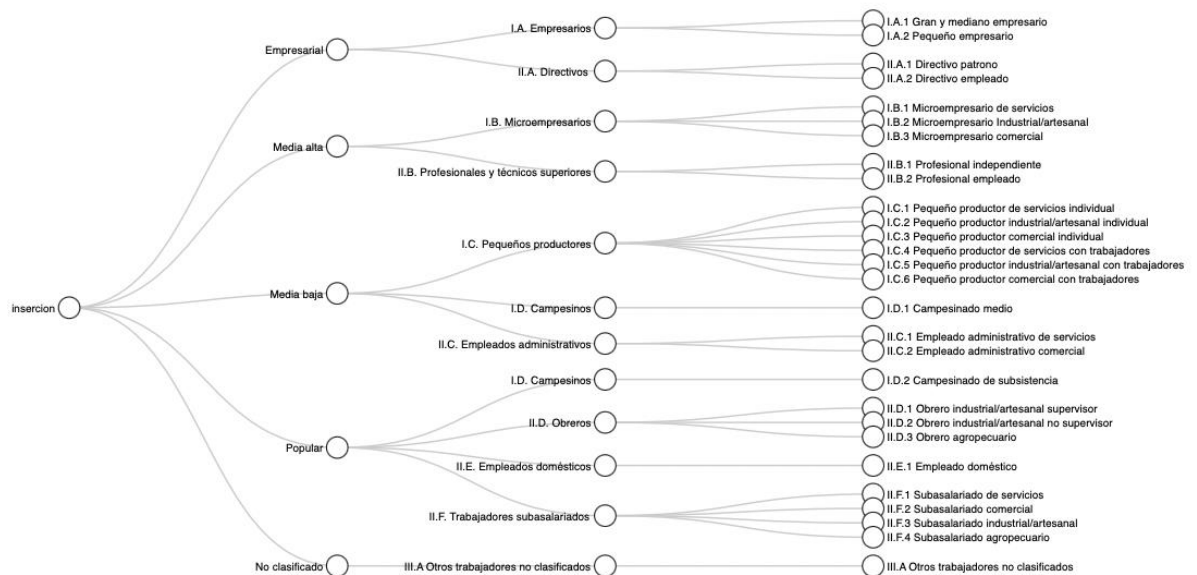 insercion
Empresarial
I.A. Empresarios
I.A.1 Gran y mediano empresario
I.A.2 Pequeño empresario
II.A. Directivos
II.A.1 Directivo patrono
II.A.2 Directivo empleado
Media alta
I.B. Microempresarios
I.B.1 Microempresario de servicios
I.B.2 Microempresario Industrial/artesanal
I.B.3 Microempresario comercial
II.B. Profesionales y técnicos superiores
II.B.1 Profesional independiente
II.B.2 Profesional empleado
Media baja
I.C. Pequeños productores
I.C.1 Pequeño productor de servicios individual
I.C.2 Pequeño productor industrial/artesanal individual
I.C.3 Pequeño productor comercial individual
I.C.4 Pequeño productor de servicios con trabajadores
I.C.5 Pequeño productor industrial/artesanal con trabajadores
I.C.6 Pequeño productor comercial con trabajadores
I.D. Campesinos
I.D.1 Campesinado medio
II.C. Empleados administrativos
II.C.1 Empleado administrativo de servicios
II.C.2 Empleado administrativo comercial
Popular
I.D. Campesinos
I.D.2 Campesinado de subsistencia
II.D. Obreros
II.D.1 Obrero industrial/artesanal supervisor
II.D.2 Obrero industrial/artesanal no supervisor
II.D.3 Obrero agropecuario
II.E. Empleados domésticos
II.E.1 Empleado doméstico
II.F. Trabajadores subasalariados
II.F.1 Subasalariado de servicios
II.F.2 Subasalariado comercial
II.F.3 Subasalariado industrial/artesanal
II.F.4 Subasalariado agropecuario
No clasificado
III.A Otros trabajadores no clasificados
III.A Otros trabajadores no clasificados